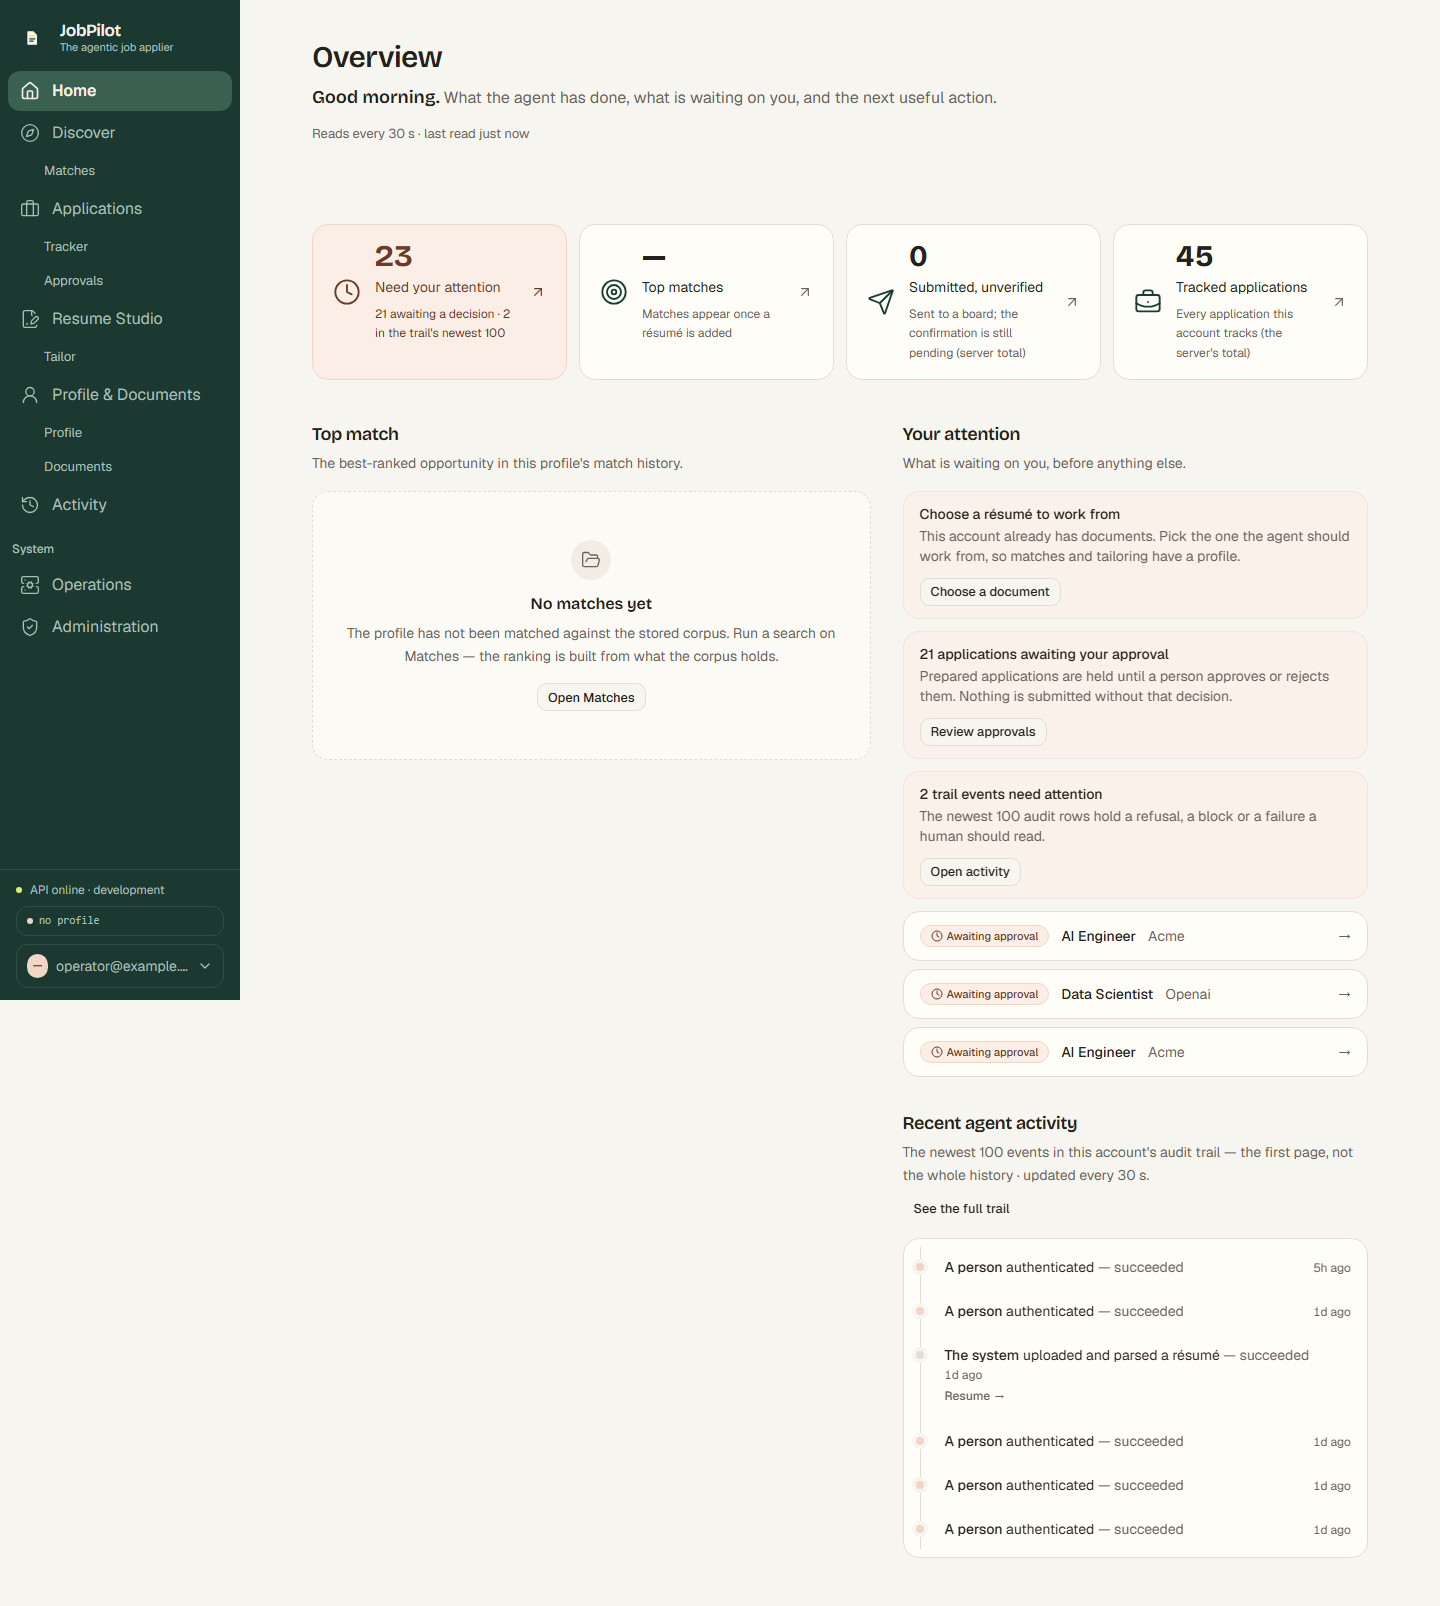 JobPilot
The agentic job applier
Home
Discover
Matches
Applications
Tracker
Approvals
Resume Studio
Tailor
Profile & Documents
Profile
Documents
Activity
System
Operations
Administration
API online · development
no profile
operator@example....
Overview
Good morning. What the agent has done, what is waiting on you, and the next useful action.
Reads every 30 s · last read just now
23
Need your attention
21 awaiting a decision · 2
in the trail's newest 100
—
Top matches
Matches appear once a
résumé is added
0
Submitted, unverified
Sent to a board; the
confirmation is still
pending (server total)
45
Tracked applications
Every application this
account tracks (the
server's total)
Top match
The best-ranked opportunity in this profile's match history.
No matches yet
The profile has not been matched against the stored corpus. Run a search on
Matches — the ranking is built from what the corpus holds.
Open Matches
Your attention
What is waiting on you, before anything else.
Choose a résumé to work from
This account already has documents. Pick the one the agent should
work from, so matches and tailoring have a profile.
Choose a document
21 applications awaiting your approval
Prepared applications are held until a person approves or rejects
them. Nothing is submitted without that decision.
Review approvals
2 trail events need attention
The newest 100 audit rows hold a refusal, a block or a failure a
human should read.
Open activity
Awaiting approval AI Engineer Acme →
Awaiting approval Data Scientist Openai →
Awaiting approval AI Engineer Acme →
Recent agent activity
The newest 100 events in this account's audit trail — the first page, not
the whole history · updated every 30 s.
See the full trail
A person authenticated — succeeded 5h ago
A person authenticated — succeeded 1d ago
The system uploaded and parsed a résumé — succeeded
1d ago
Resume →
A person authenticated — succeeded 1d ago
A person authenticated — succeeded 1d ago
A person authenticated — succeeded 1d ago